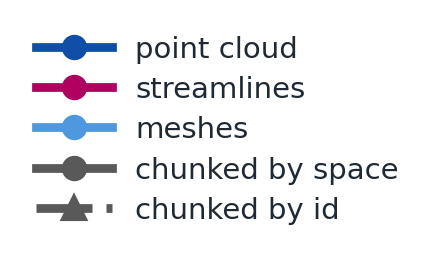 point cloud
streamlines
meshes
chunked by space
chunked by id